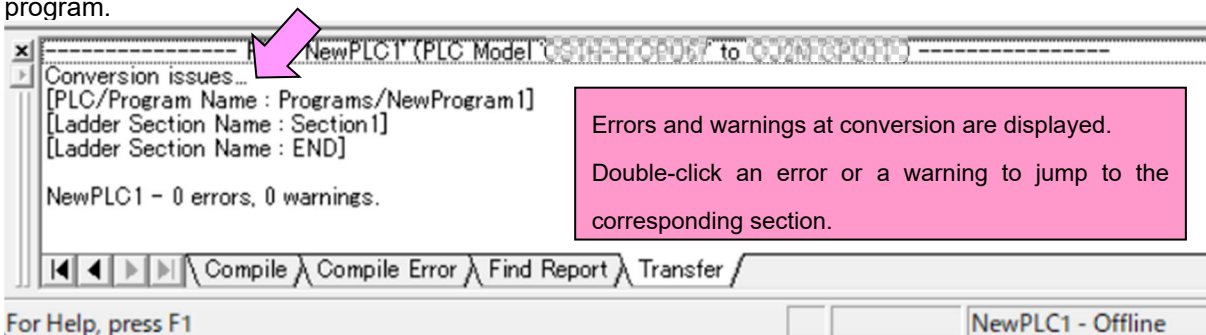 program.
NewPLC1" (PLC Model to
Conversion issues...
[PLC/Program Name : Programs/NewProgram1]
[Ladder Section Name : Section1]
[Ladder Section Name : END]
NewPLC1 - 0 errors, 0 warnings.
Errors and warnings at conversion are displayed.
Double-click an error or a warning to jump to the
corresponding section.
Compile Compile Error Find Report Transfer
For Help, press F1
NewPLC1 - Offline